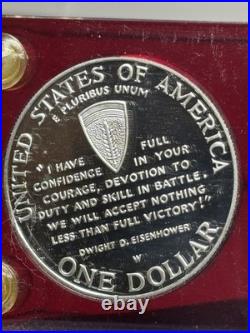 UNITED STATES OF AMERICA
E PLURIBUS UNUM
"I HAVE FULL
CONFIDENCE IN YOUR
COURAGE, DEVOTION TO
DUTY AND SKILL IN BATTLE.
WE WILL ACCEPT NOTHING
LESS THAN FULL VICTORY!"
DWIGHT D. EISENHOWER
W
ONE DOLLAR